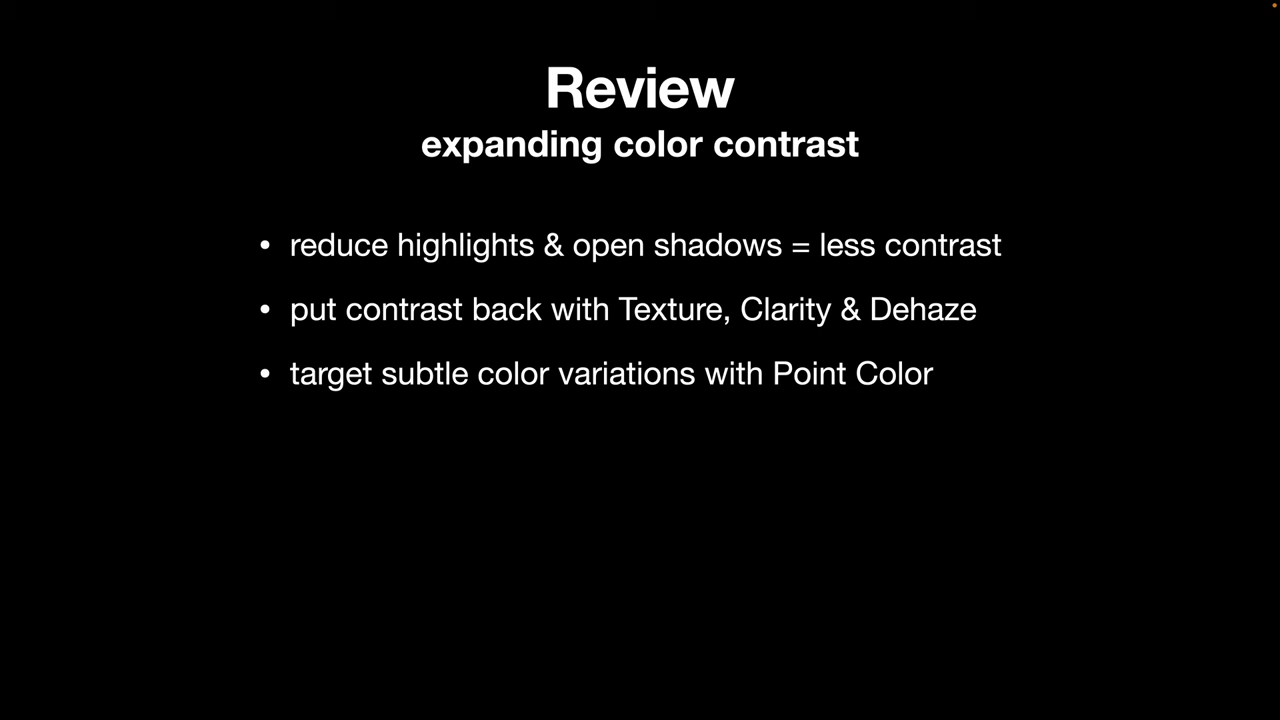 Review
expanding color contrast
• reduce highlights & open shadows = less contrast
• put contrast back with Texture, Clarity & Dehaze
• target subtle color variations with Point Color